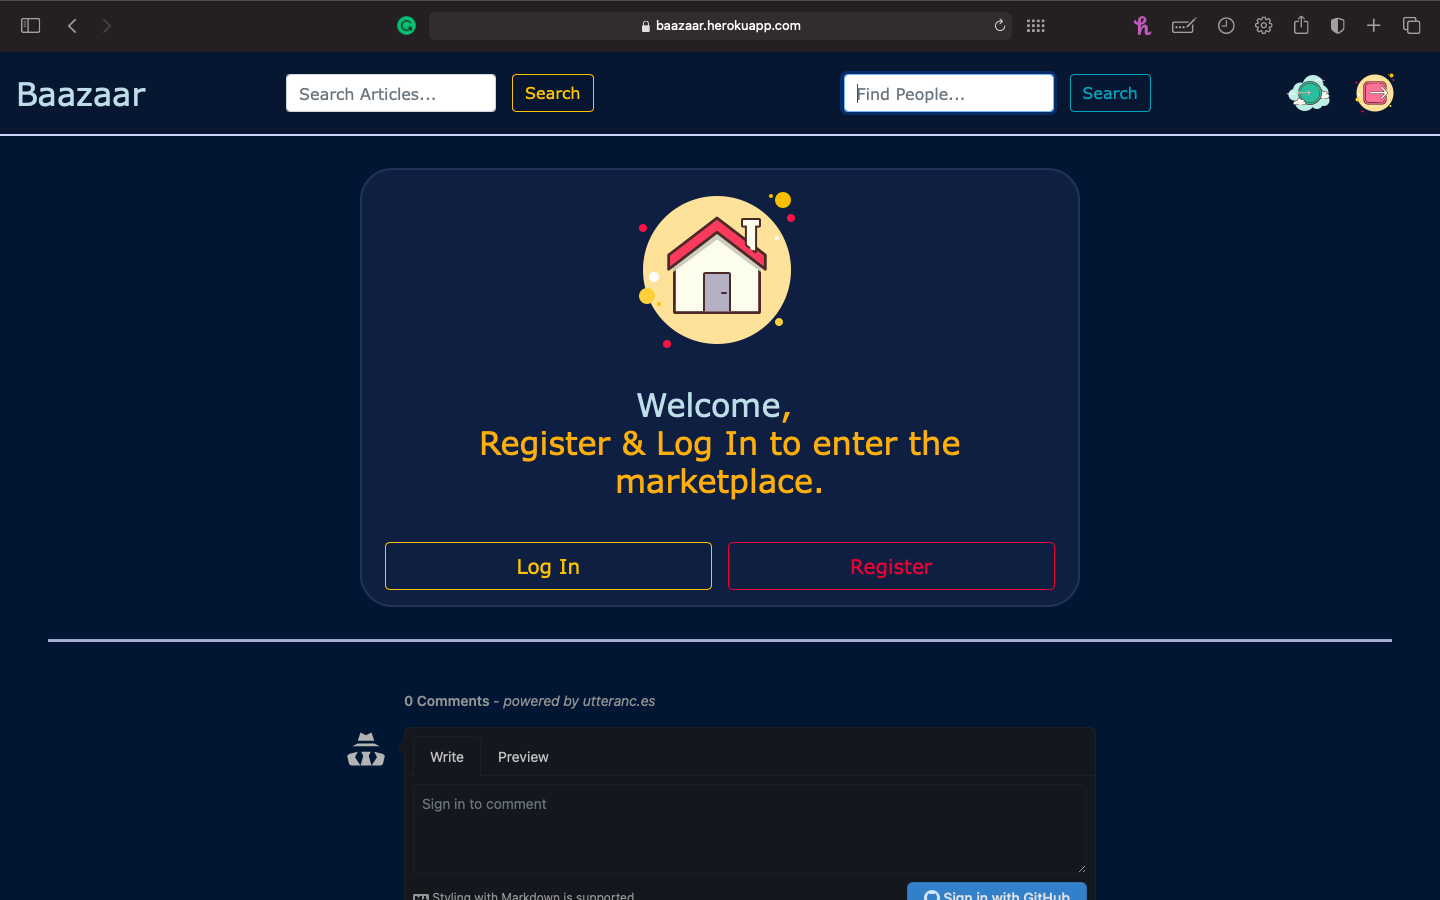 baazaar.herokuapp.com
Baazaar
Search Articles...
Search
Find People...
Search
Welcome,
Register & Log In to enter the
marketplace.
Log In
Register
0 Comments - powered by utteranc.es
Write
Preview
Sign in to comment
Styling with Markdown is supported
Sign in with GitHub